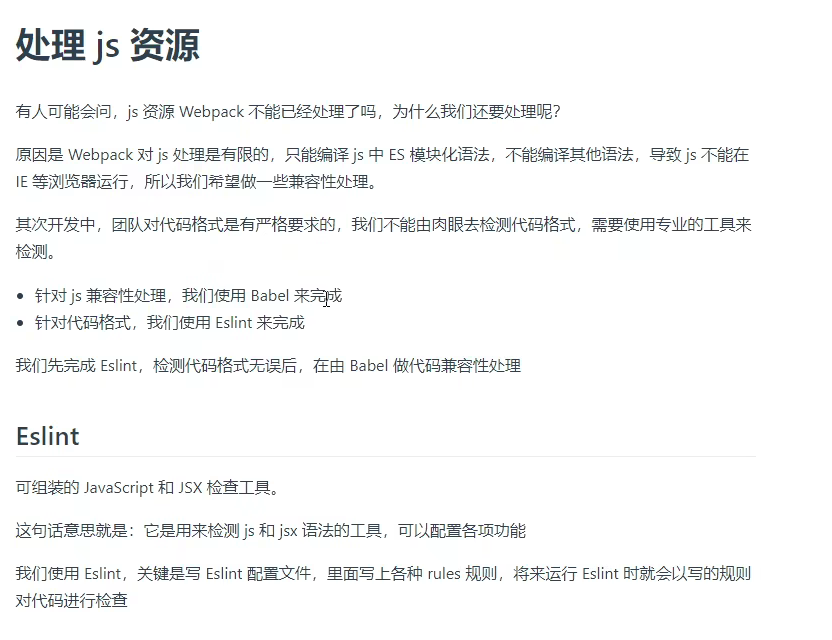 处理 js 资源
有人可能会问，js 资源 Webpack 不能已经处理了吗，为什么我们还要处理呢？
原因是 Webpack 对 js 处理是有限的，只能编译 js 中 ES 模块化语法，不能编译其他语法，导致 js 不能在
IE 等浏览器运行，所以我们希望做一些兼容性处理。
其次开发中，团队对代码格式是有严格要求的，我们不能由肉眼去检测代码格式，需要使用专业的工具来
检测。
• 针对 js 兼容性处理，我们使用 Babel 来完成
• 针对代码格式，我们使用 Eslint 来完成
我们先完成 Eslint，检测代码格式无误后，在由 Babel 做代码兼容性处理
Eslint
可组装的 JavaScript 和 JSX 检查工具。
这句话意思就是：它是用来检测 js 和 jsx 语法的工具，可以配置各项功能
我们使用 Eslint，关键是写 Eslint 配置文件，里面写上各种 rules 规则，将来运行 Eslint 时就会以写的规则
对代码进行检查